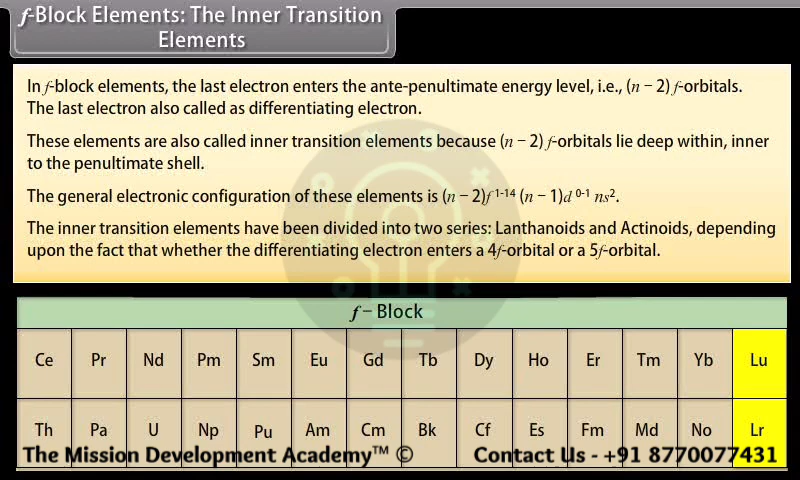 f-Block Elements: The Inner Transition
Elements
In f-block elements, the last electron enters the ante-penultimate energy level, i.e., (n − 2) f-orbitals.
The last electron also called as differentiating electron.
These elements are also called inner transition elements because (n − 2) f-orbitals lie deep within, inner
to the penultimate shell.
The general electronic configuration of these elements is (n − 2)f¹⁻¹⁴ (n − 1)d ⁰⁻¹ ns².
The inner transition elements have been divided into two series: Lanthanoids and Actinoids, depending
upon the fact that whether the differentiating electron enters a 4f-orbital or a 5f-orbital.
f – Block
Ce Pr Nd Pm Sm Eu Gd Tb Dy Ho Er Tm Yb Lu
Th Pa U Np Pu Am Cm Bk Cf Es Fm Md No Lr
The Mission Development Academy™ © Contact Us - +91 8770077431